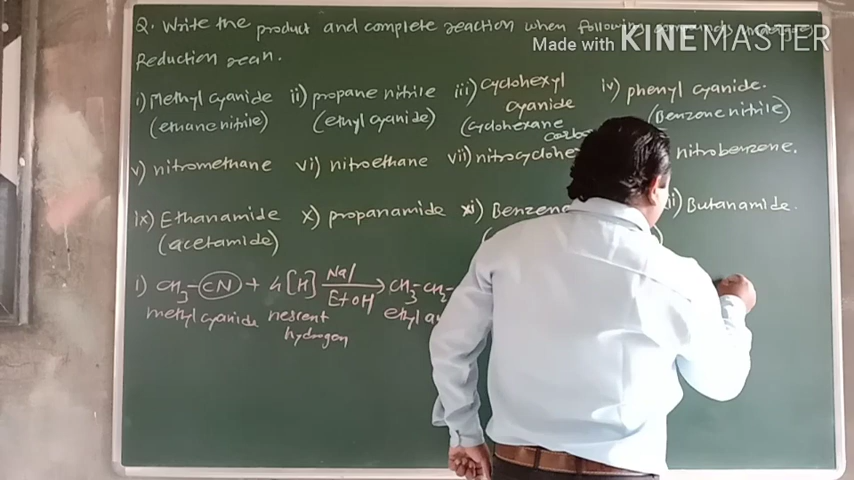 Q. Write the product and complete reaction when following compounds undergoes
Made with KINEMASTER
Reduction rean.
i) Methyl cyanide ii) propane nitrile iii) cyclohexyl cyanide iv) phenyl cyanide.
(ethane nitrile) (ethyl cyanide) (cyclohexane (Benzene nitrile)
v) nitromethane vi) nitroethane vii) nitrobenzene.
ix) Ethanamide x) propanamide xi) Butanamide.
(acetamide)
i) CH3-CN + 4[H] Na/ EtOH CH3-CH2-
methyl cyanide nescent hydrogen ethyl